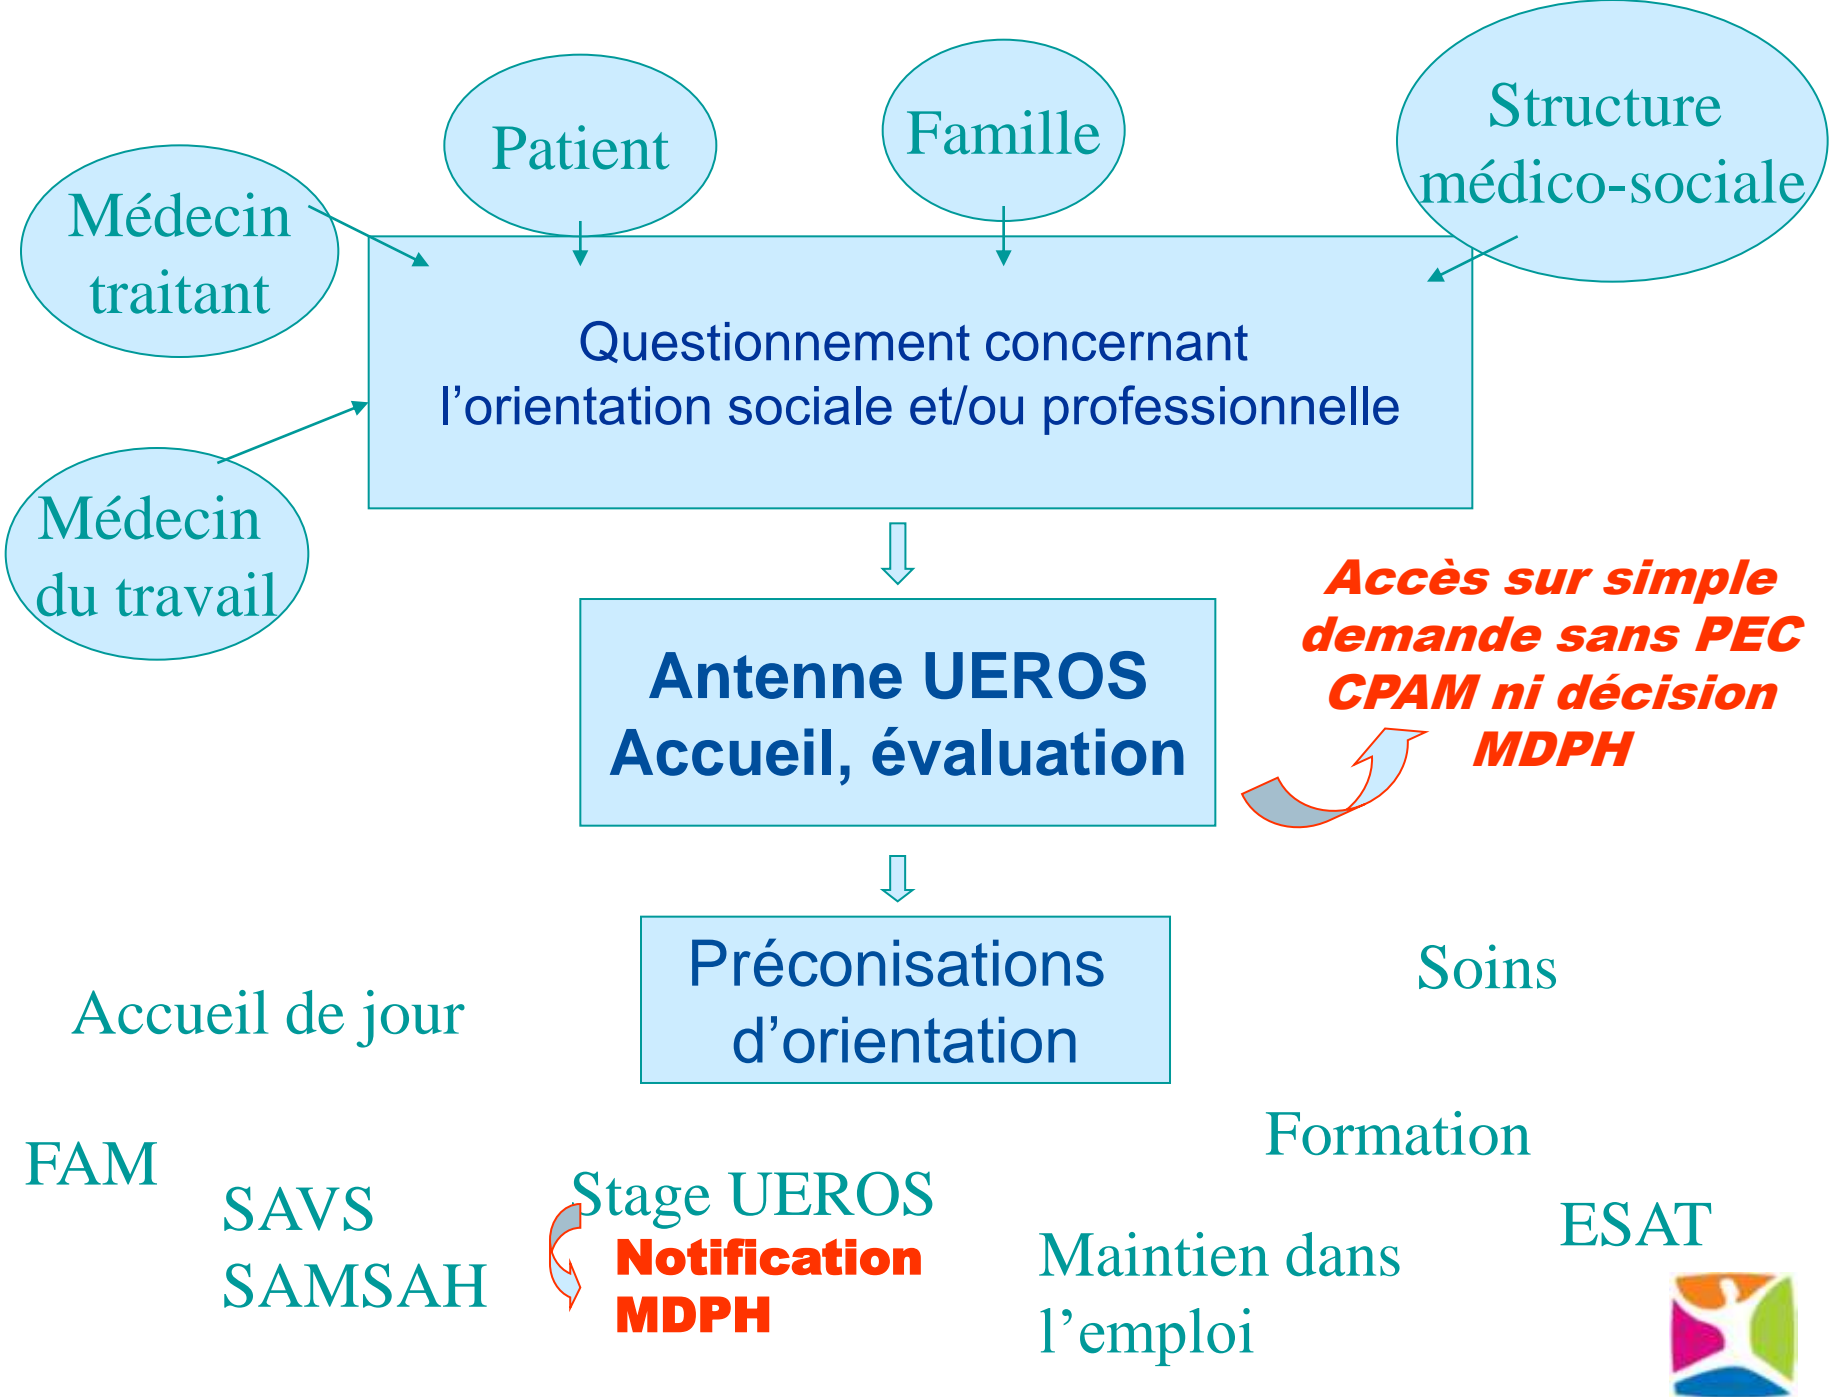 Patient
Famille
Structure
médico-sociale
Médecin
traitant
Questionnement concernant
l’orientation sociale et/ou professionnelle
Médecin
du travail
Accès sur simple
demande sans PEC
CPAM ni décision
MDPH
Antenne UEROS
Accueil, évaluation
Préconisations
d’orientation
Soins
Accueil de jour
Formation
FAM
SAVS
SAMSAH
Stage UEROS
Notification
MDPH
Maintien dans
l’emploi
ESAT